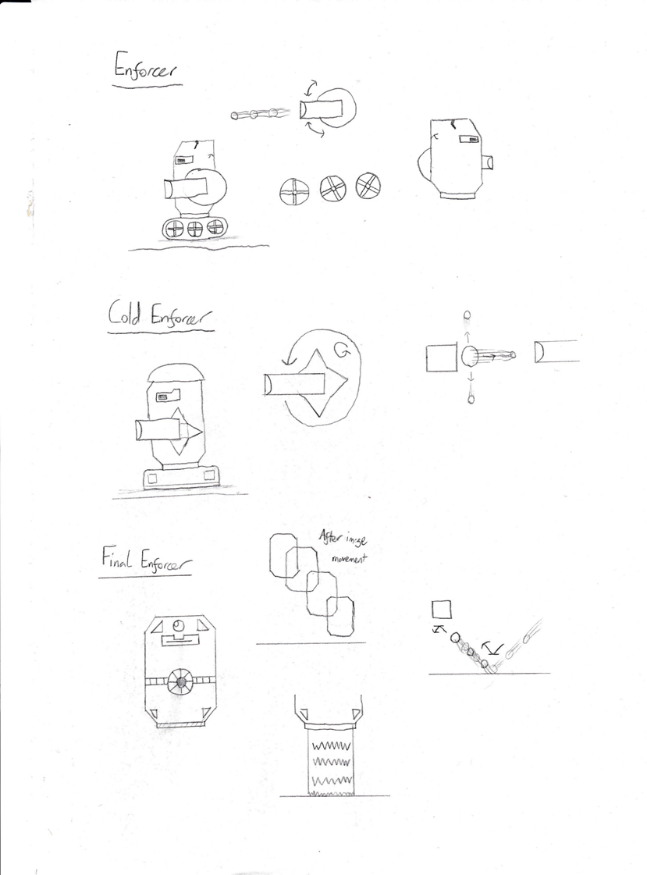 Enforcer
Cold Enforcer
Final Enforcer
After image
movement